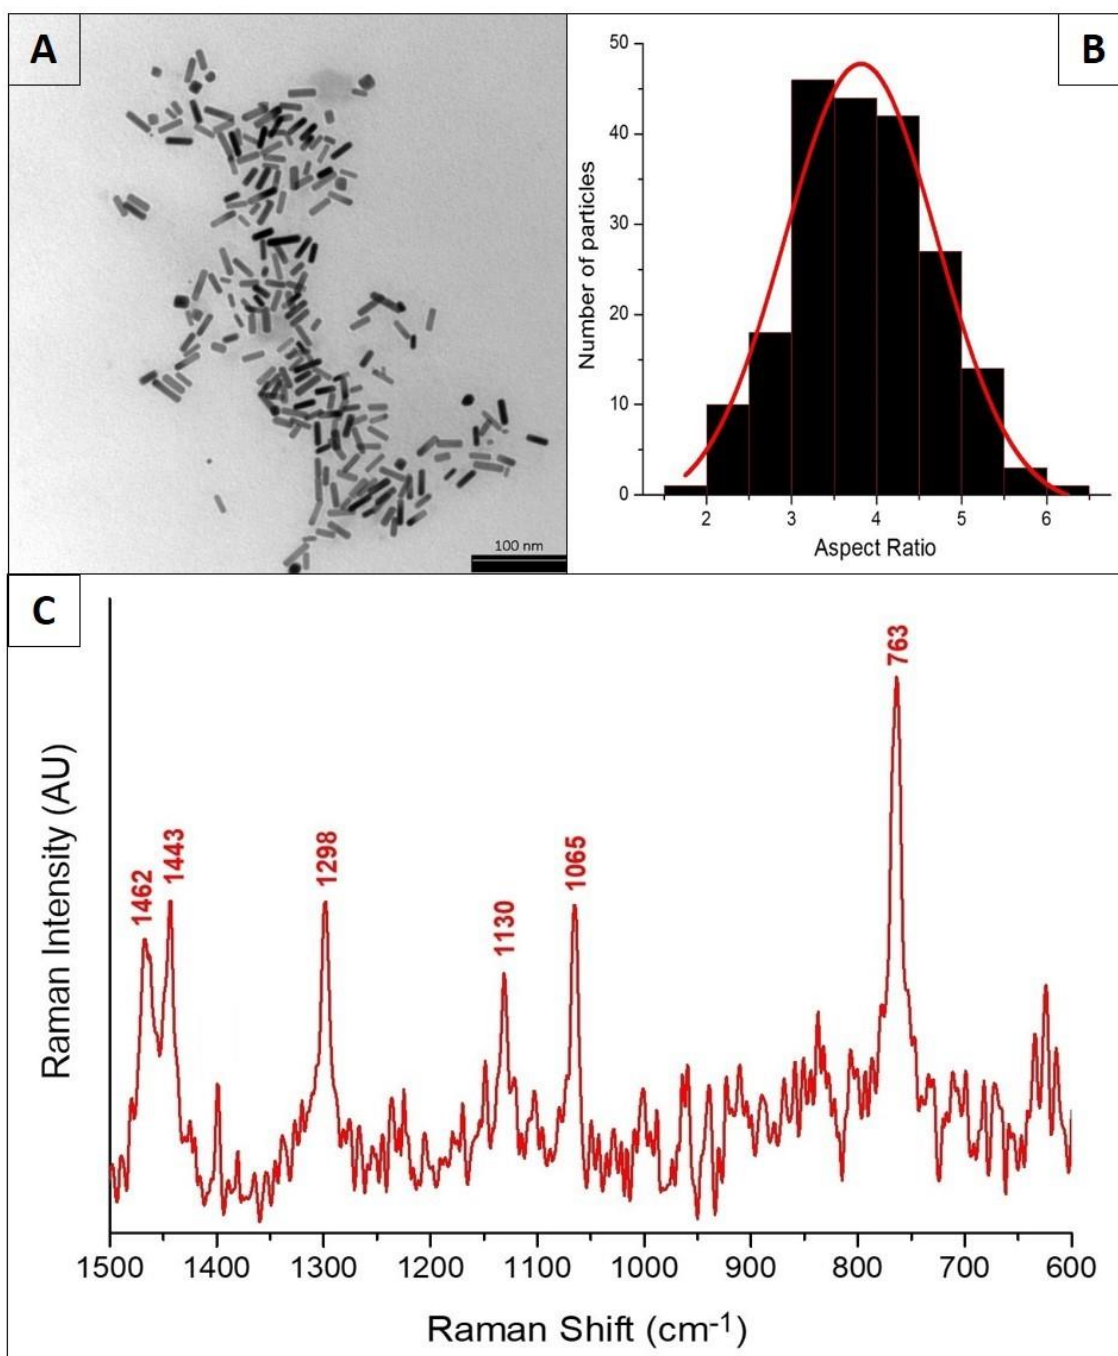 A
100 nm
B
50
40
30
20
10
0
Number of particles
2 3 4 5 6
Aspect Ratio
C
763
1462
1443
1298
1130
1065
Raman Intensity (AU)
1500 1400 1300 1200 1100 1000 900 800 700 600
Raman Shift (cm-1)